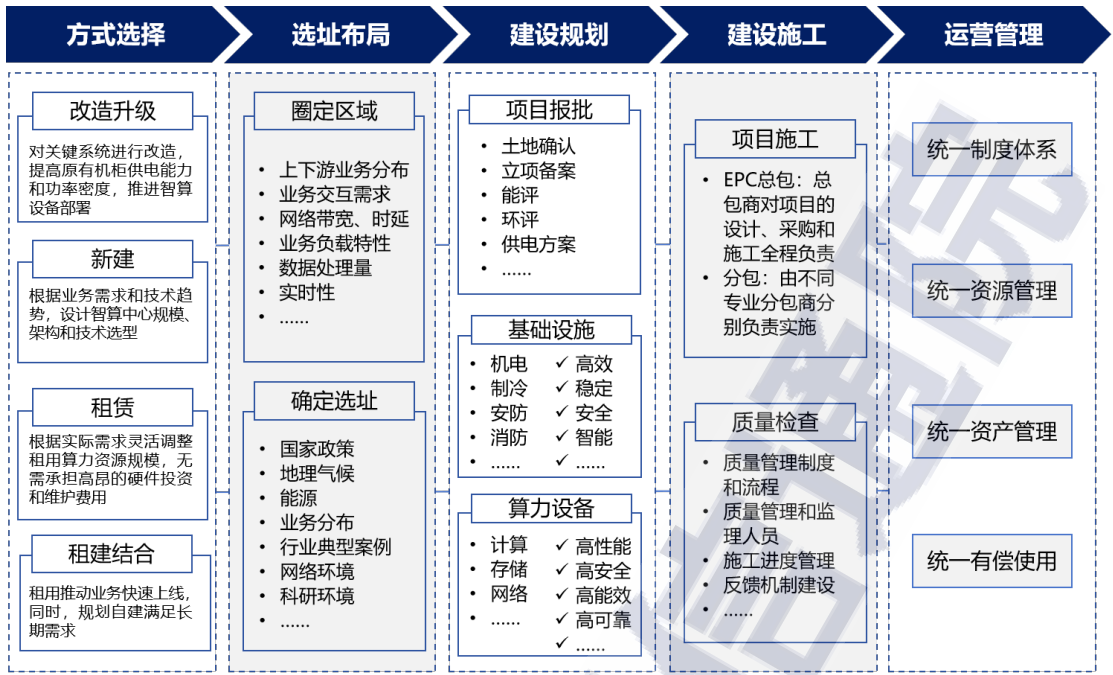 方式选择
选址布局
建设规划
建设施工
运营管理
改造升级
对关键系统进行改造，
提高原有机柜供电能力
和功率密度，推进智算
设备部署
新建
根据业务需求和技术趋
势，设计智算中心规模、
架构和技术选型
租赁
根据实际需求灵活调整
租用算力资源规模，无
需承担高昂的硬件投资
和维护费用
租建结合
租用推动业务快速上线，
同时，规划自建满足长
期需求
圈定区域
• 上下游业务分布
• 业务交互需求
• 网络带宽、时延
• 业务负载特性
• 数据处理量
• 实时性
• ......
确定选址
• 国家政策
• 地理气候
• 能源
• 业务分布
• 行业典型案例
• 网络环境
• 科研环境
• ......
项目报批
• 土地确认
• 立项备案
• 能评
• 环评
• 供电方案
• ......
基础设施
• 机电 ✓ 高效
• 制冷 ✓ 稳定
• 安防 ✓ 安全
• 消防 ✓ 智能
• ...... ✓ ......
算力设备
• 计算 ✓ 高性能
• 存储 ✓ 高安全
• 网络 ✓ 高能效
• ...... ✓ 高可靠
✓ ......
项目施工
• EPC总包：总
包商对项目的
设计、采购和
施工全程负责
• 分包：由不同
专业分包商分
别负责实施
质量检查
• 质量管理制度
和流程
• 质量管理和监
理人员
• 施工进度管理
• 反馈机制建设
• ......
统一制度体系
统一资源管理
统一资产管理
统一有偿使用
信通院